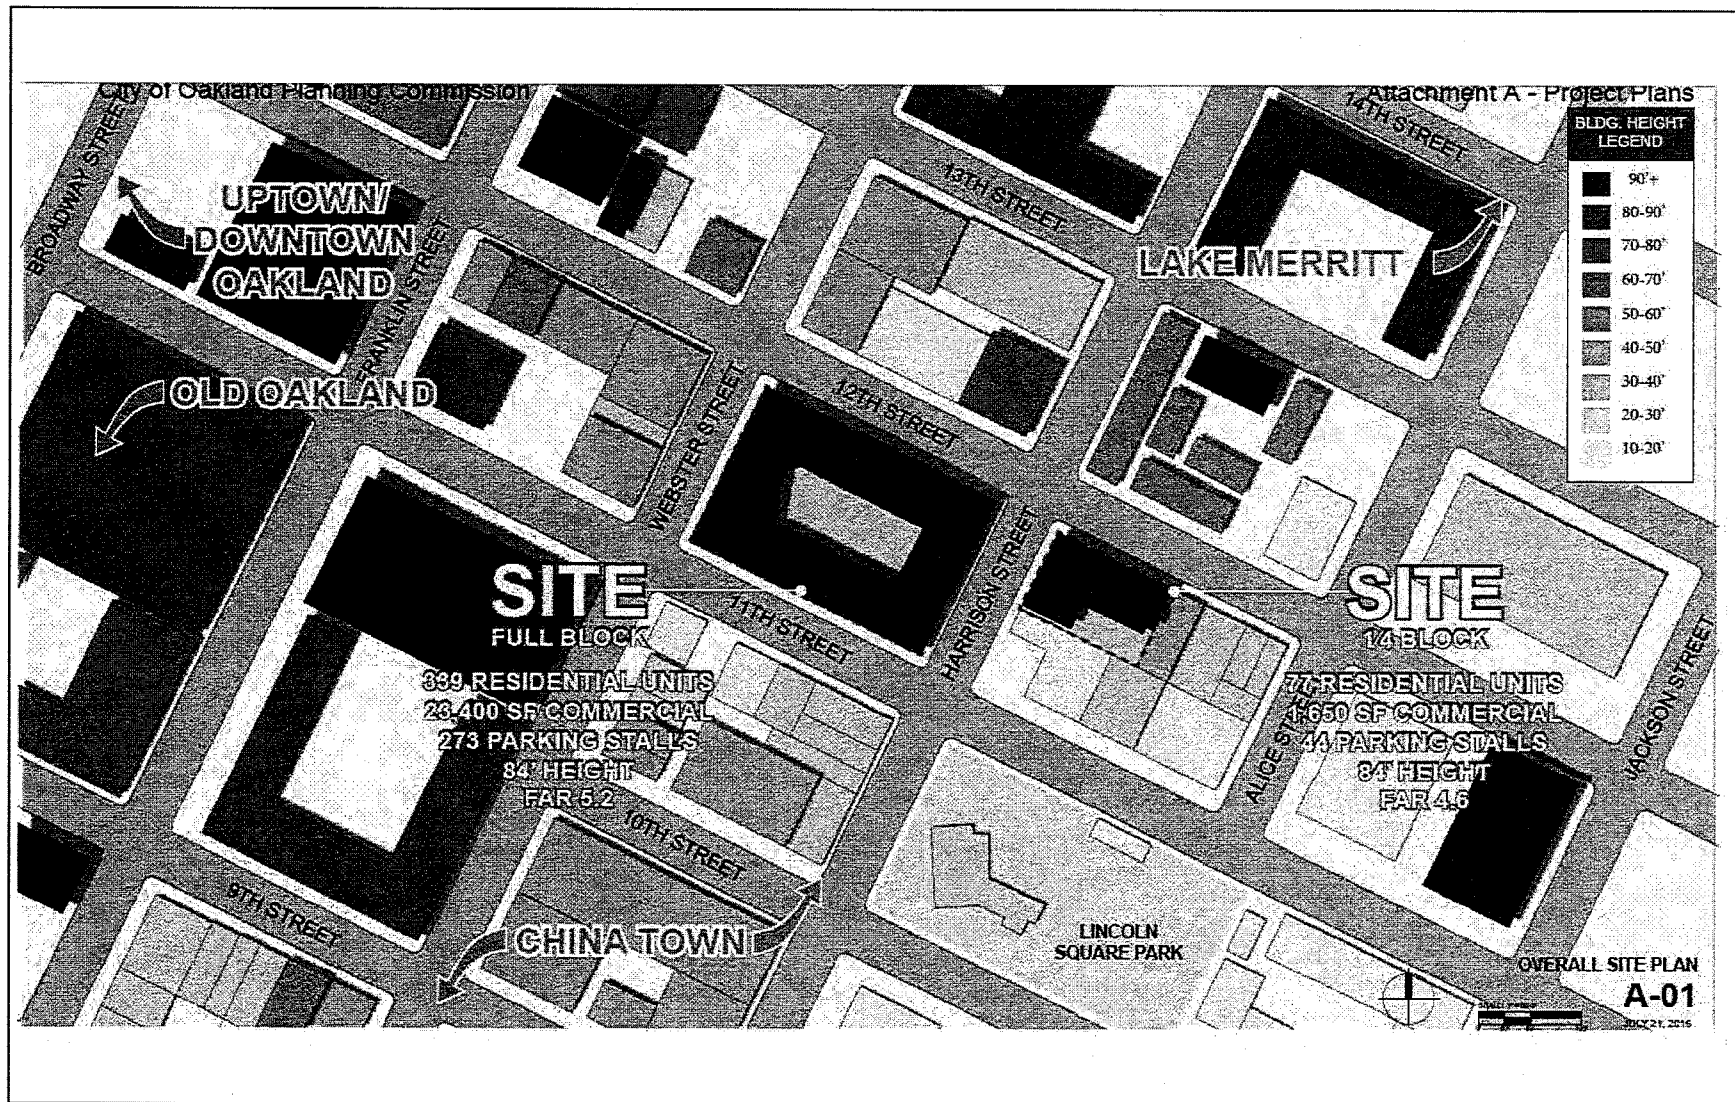 City of Oakland Planning Commission
Attachment A - Project Plans
BLDG. HEIGHT
LEGEND
90'+
80-90'
70-80'
60-70'
50-60'
40-50'
30-40'
20-30'
10-20'
14TH STREET
BROADWAY STREET
UPTOWN/
DOWNTOWN
OAKLAND
13TH STREET
LAKE MERRITT
FRANKLIN STREET
OLD OAKLAND
12TH STREET
WEBSTER STREET
HARRISON STREET
SITE
FULL BLOCK
339 RESIDENTIAL UNITS
23,400 SF COMMERCIAL
273 PARKING STALLS
84' HEIGHT
FAR 5.2
11TH STREET
SITE
1/4 BLOCK
77 RESIDENTIAL UNITS
1,650 SF COMMERCIAL
44 PARKING STALLS
84' HEIGHT
FAR 4.6
JACKSON STREET
ALICE STREET
10TH STREET
9TH STREET
CHINA TOWN
LINCOLN
SQUARE PARK
OVERALL SITE PLAN
A-01